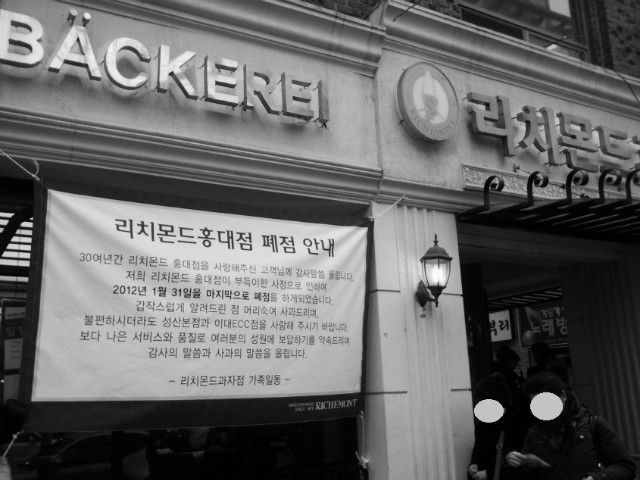 BÄCKEREI
리치몬드
리치몬드홍대점 폐점 안내
30여년간 리치몬드 홍대점을 사랑해주신 고객님께 감사말씀 올립니다.
저희 리치몬드 홍대점이 부득이한 사정으로 인하여
2012년 1월 31일을 마지막으로 폐점을 하게되었습니다.
갑작스럽게 알려드린 점 머리숙여 사과드리며,
불편하시더라도 성산본점과 이대ECC점을 사랑해 주시기 바랍니다.
보다 나은 서비스와 품질로 여러분의 성원에 보답하기를 약속드리며
감사의 말씀과 사과의 말씀을 올립니다.
- 리치몬드과자점 가족일동 -
RICHEMONT
노래방